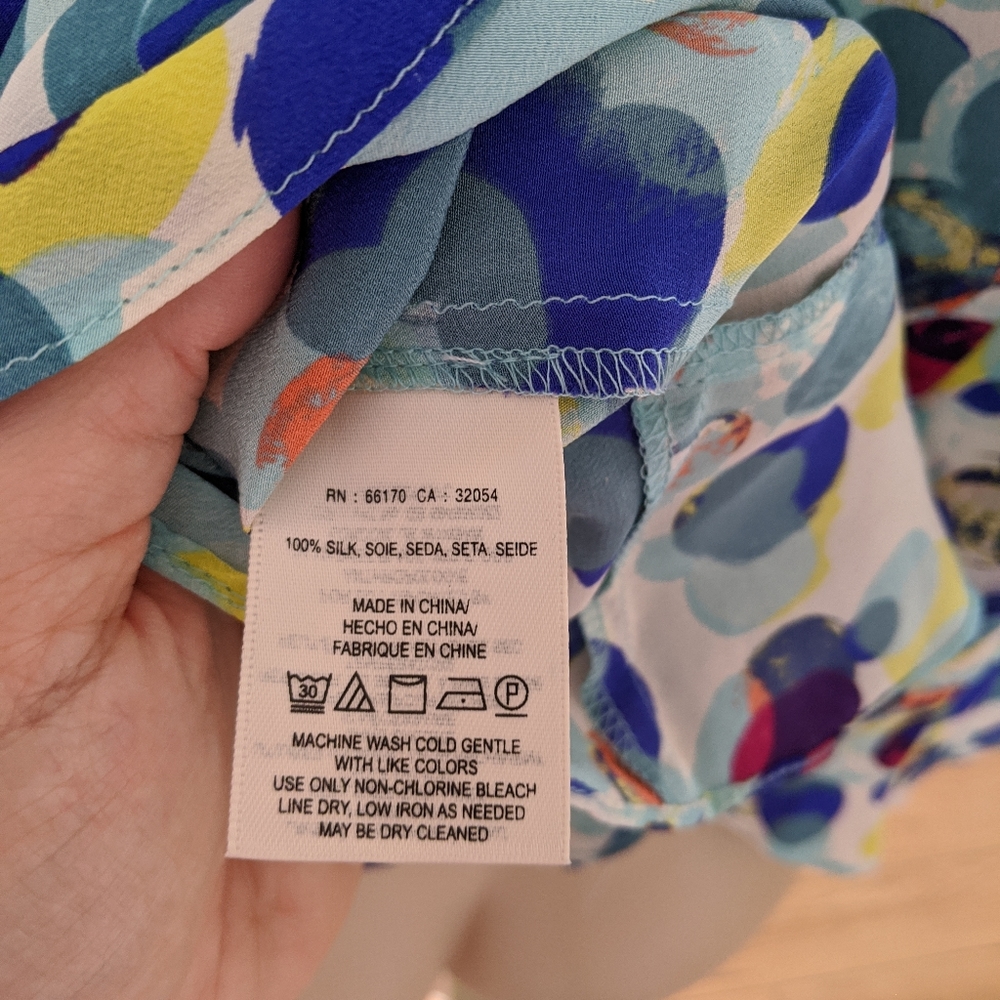 RN : 66170 CA : 32054
100% SILK, SOIE, SEDA, SETA, SEIDE
MADE IN CHINA/
HECHO EN CHINA/
FABRIQUE EN CHINE
30 P
MACHINE WASH COLD GENTLE
WITH LIKE COLORS
USE ONLY NON-CHLORINE BLEACH
LINE DRY, LOW IRON AS NEEDED
MAY BE DRY CLEANED